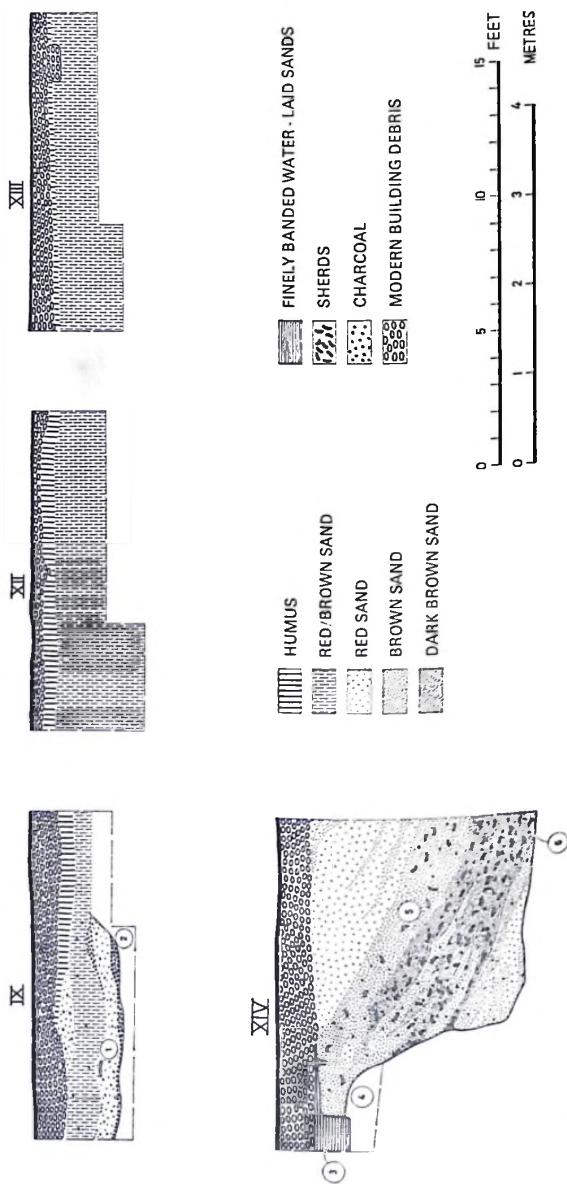 IX
XII
XIII
1
2
XIV
3
4
5
6
HUMUS
RED/BROWN SAND
RED SAND
BROWN SAND
DARK BROWN SAND
FINELY BANDED WATER-LAID SANDS
SHERDS
CHARCOAL
MODERN BUILDING DEBRIS
0 5 10 15 FEET
0 1 2 3 4 METRES